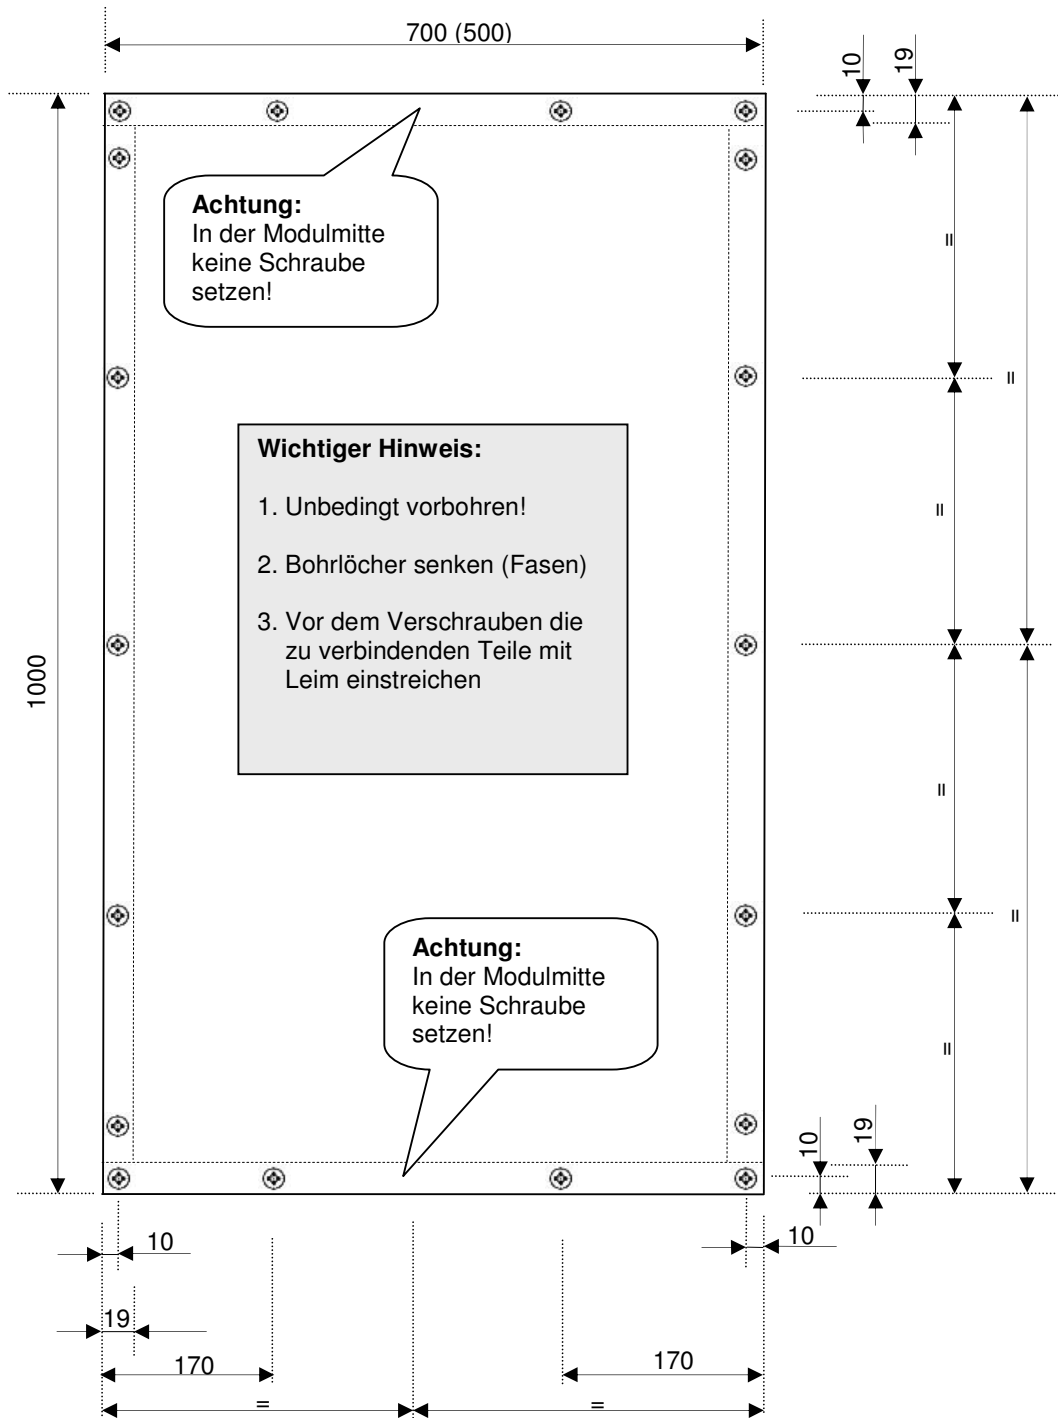 700 (500)
10
19
Achtung:
In der Modulmitte
keine Schraube
setzen!
=
=
Wichtiger Hinweis:
1. Unbedingt vorbohren!
2. Bohrlöcher senken (Fasen)
3. Vor dem Verschrauben die
zu verbindenden Teile mit
Leim einstreichen
=
1000
=
=
Achtung:
In der Modulmitte
keine Schraube
setzen!
=
10
19
10
10
19
170
170
=
=